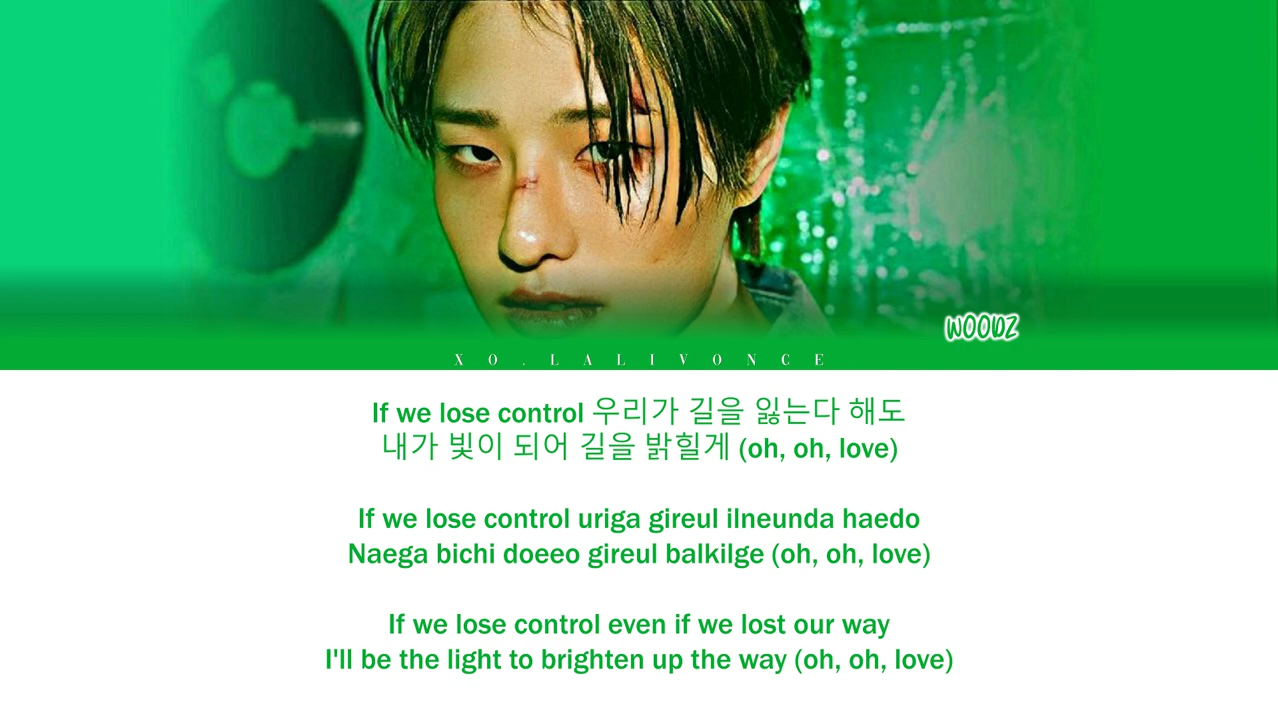 WOODZ
XO.LALIVONCE
If we lose control 우리가 길을 잃는다 해도
내가 빛이 되어 길을 밝힐게 (oh, oh, love)
If we lose control uriga gireul ilneunda haedo
Naega bichi doeeo gireul balkilge (oh, oh, love)
If we lose control even if we lost our way
I'll be the light to brighten up the way (oh, oh, love)